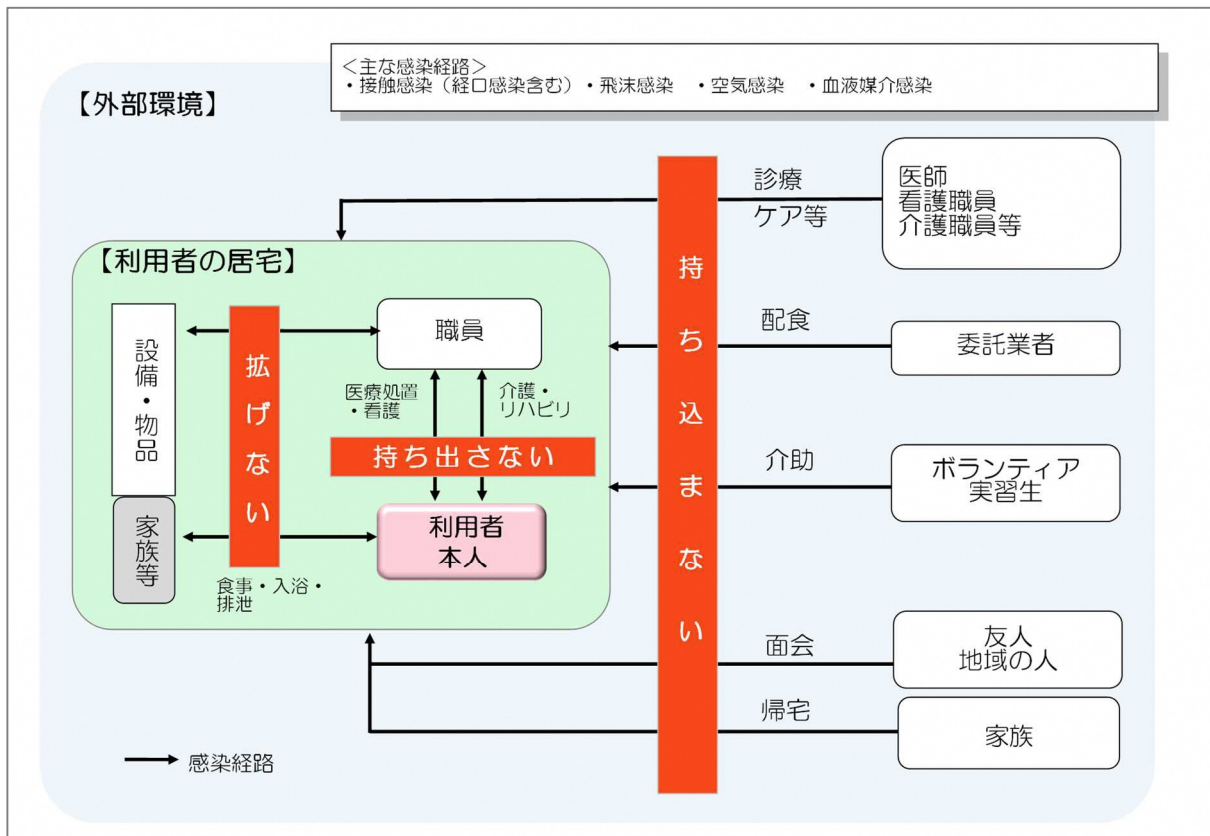 ＜主な感染経路＞
・接触感染（経口感染含む）・飛沫感染　・空気感染　・血液媒介感染
【外部環境】
診療
ケア等
医師
看護職員
介護職員等
【利用者の居宅】
設備・物品
職員
拡げない
医療処置
・看護
介護・
リハビリ
持ち出さない
家族等
利用者
本人
食事・入浴・
排泄
持ち込まない
配食
委託業者
介助
ボランティア
実習生
面会
友人
地域の人
帰宅
家族
感染経路